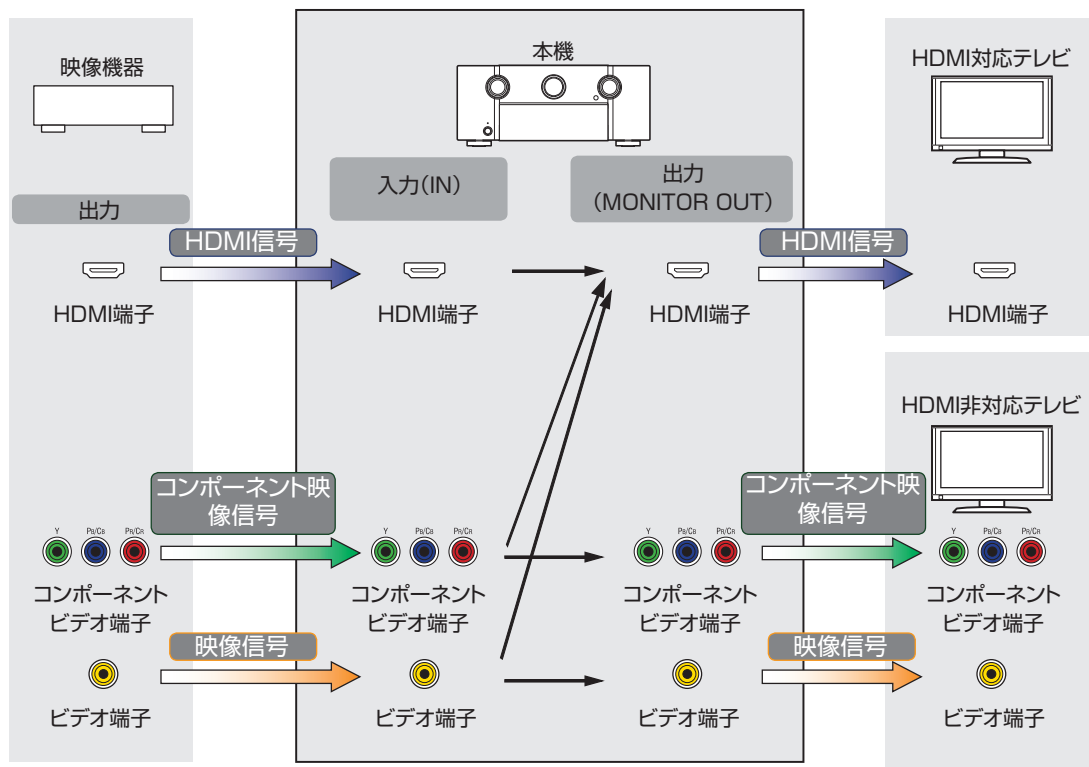 映像機器
本機
HDMI対応テレビ
入力(IN)
出力
(MONITOR OUT)
出力
HDMI信号
HDMI信号
HDMI端子
HDMI端子
HDMI端子
HDMI端子
HDMI非対応テレビ
コンポーネント映
像信号
コンポーネント映
像信号
Y PB/CB PR/CR
Y PB/CB PR/CR
Y PB/CB PR/CR
Y PB/CB PR/CR
コンポーネント
ビデオ端子
コンポーネント
ビデオ端子
コンポーネント
ビデオ端子
コンポーネント
ビデオ端子
映像信号
映像信号
ビデオ端子
ビデオ端子
ビデオ端子
ビデオ端子